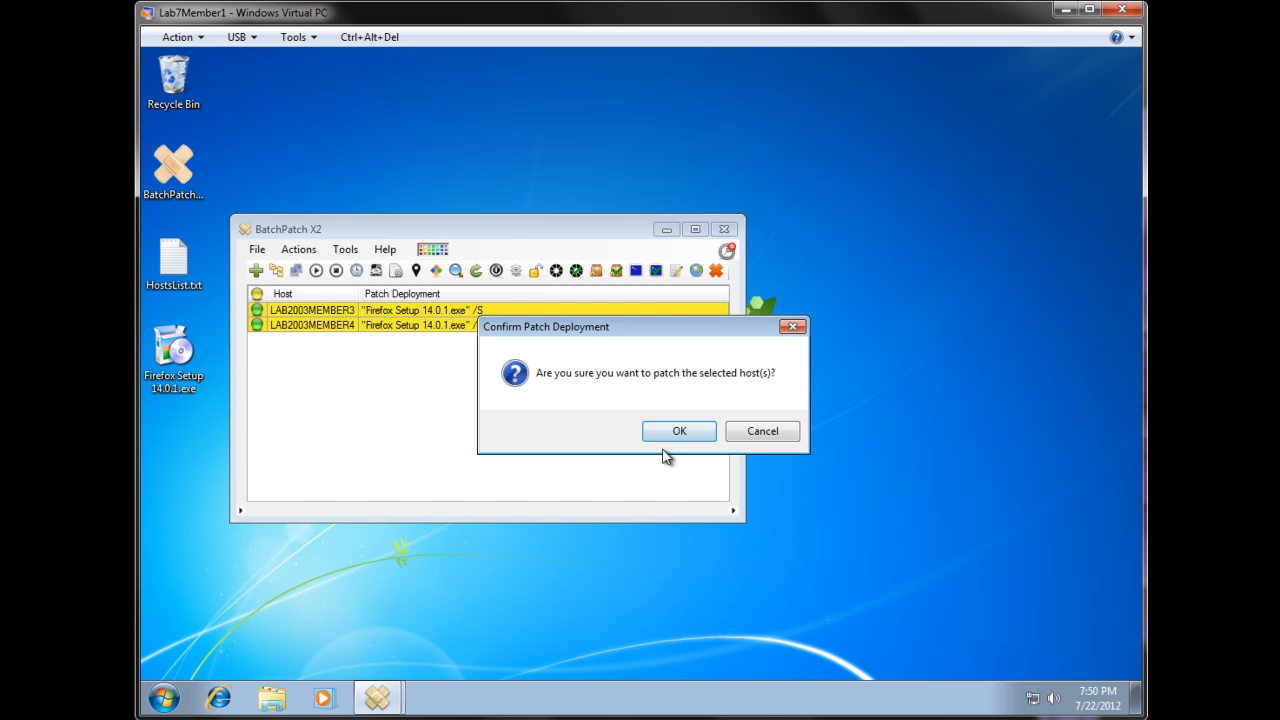 Lab7Member1 - Windows Virtual PC
Action USB Tools Ctrl+Alt+Del
Recycle Bin
BatchPatch...
HostsList.txt
Firefox Setup
14.0.1.exe
BatchPatch X2
File Actions Tools Help
Host Patch Deployment
LAB2003MEMBER3 "Firefox Setup 14.0.1.exe" /S
LAB2003MEMBER4 "Firefox Setup 14.0.1.exe" /
Confirm Patch Deployment
Are you sure you want to patch the selected host(s)?
OK Cancel
7:50 PM
7/22/2012